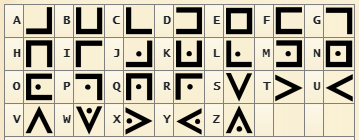 A B C D E F G
H I J K L M N
O P Q R S T U
V W X Y Z